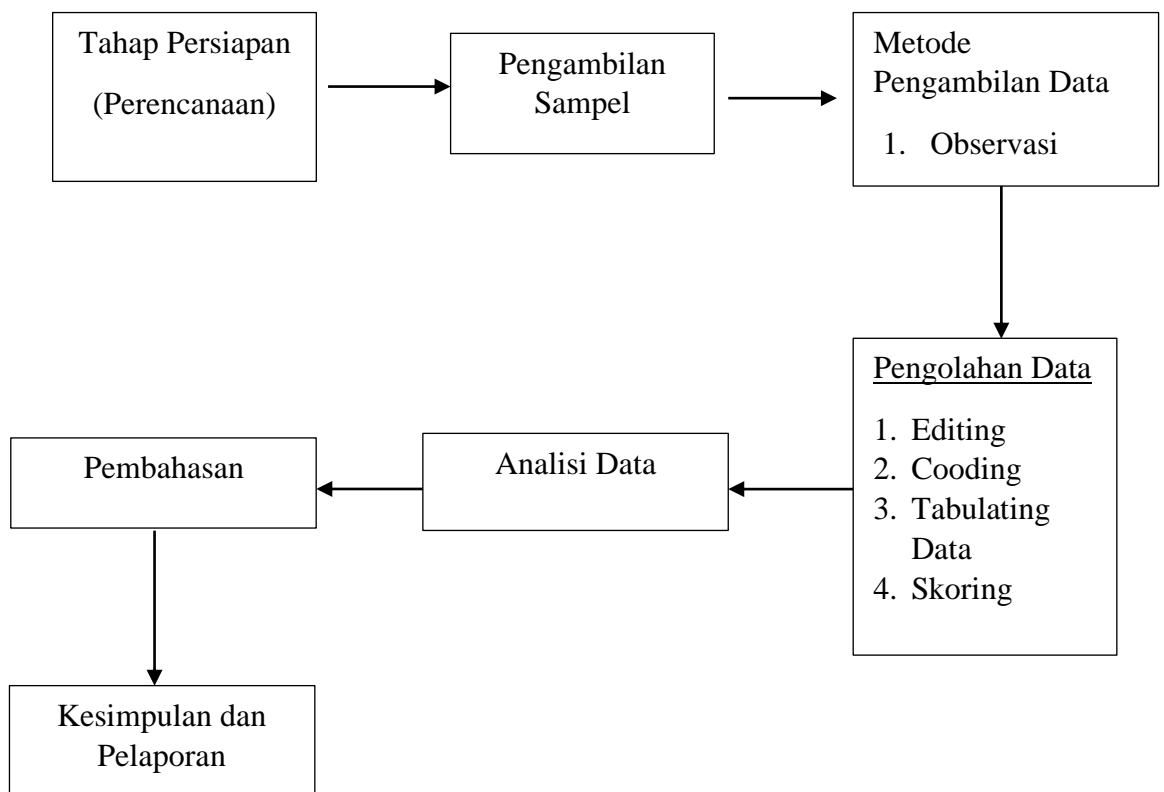 Tahap Persiapan
(Perencanaan)
Pengambilan
Sampel
Metode
Pengambilan Data
1. Observasi
Pengolahan Data
1. Editing
2. Cooding
3. Tabulating
Data
4. Skoring
Analisi Data
Pembahasan
Kesimpulan dan
Pelaporan